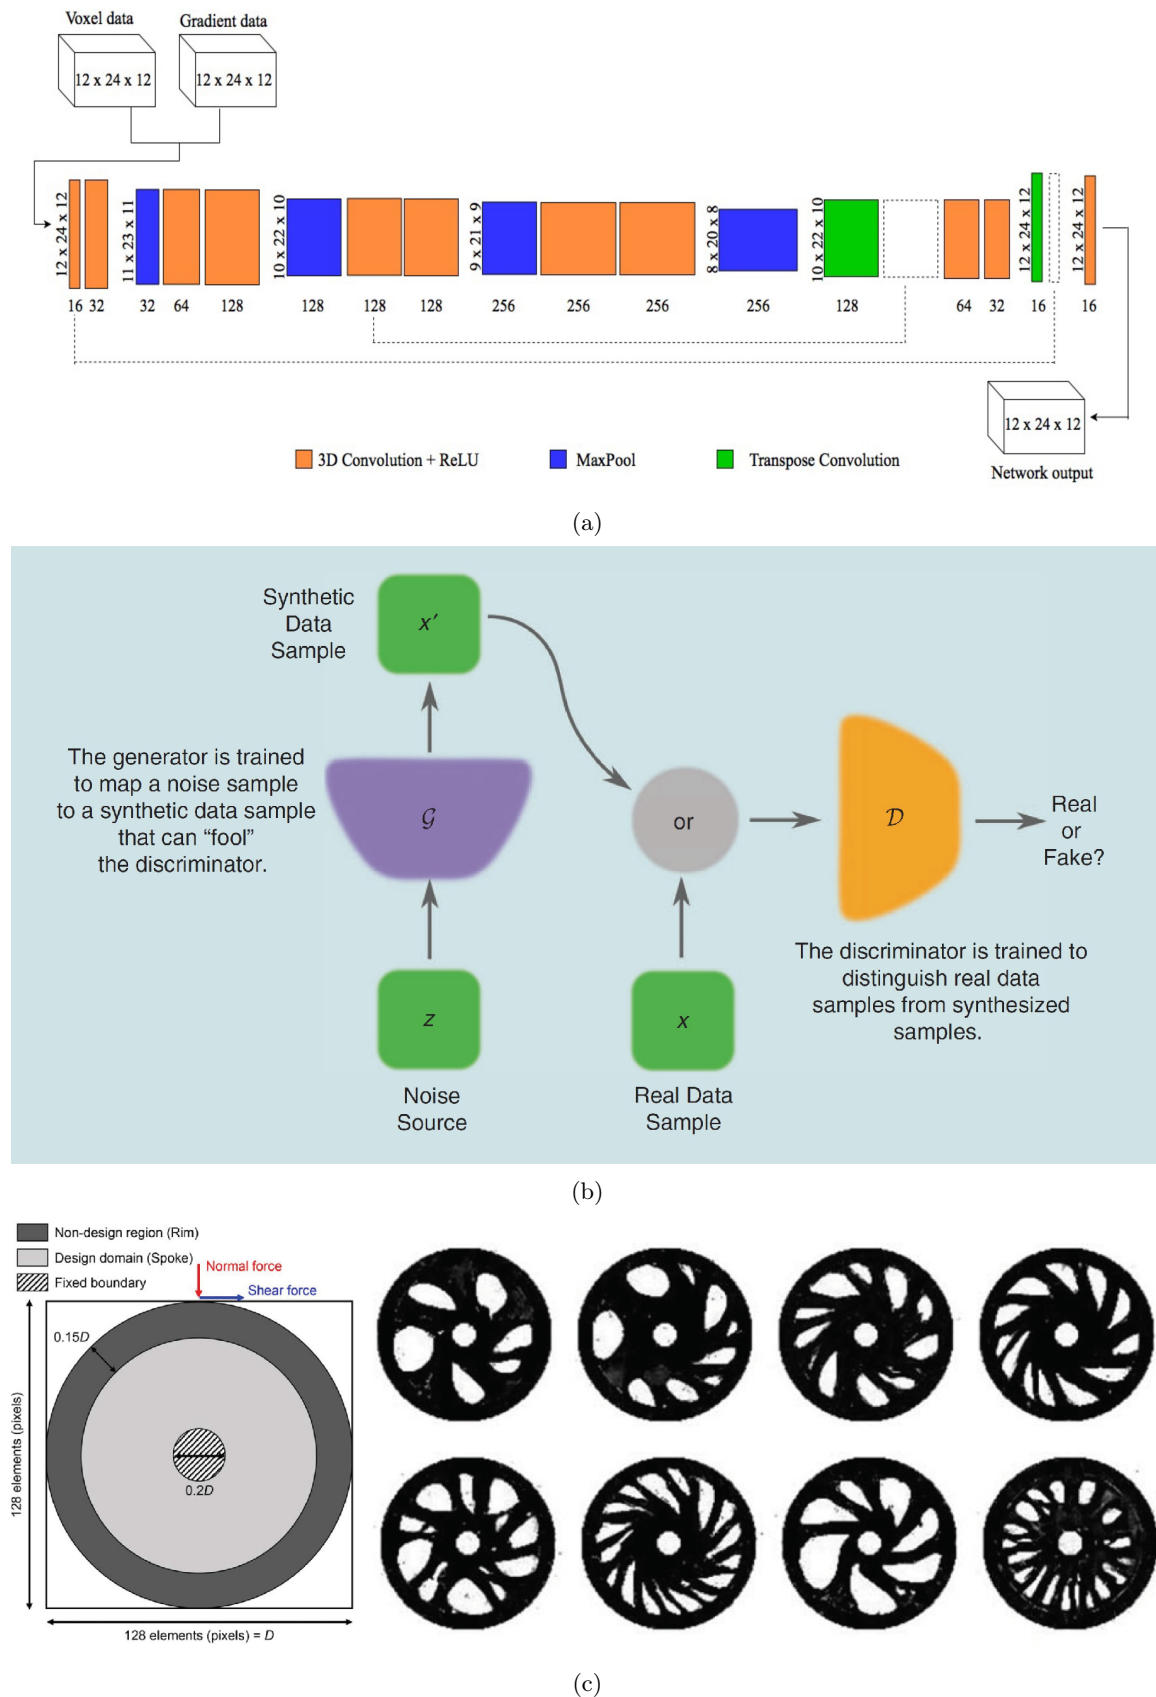 Voxel data
Gradient data
12 x 24 x 12
12 x 24 x 12
12 x 24 x 12
11 x 23 x 11
10 x 22 x 10
9 x 21 x 9
8 x 20 x 8
10 x 22 x 10
12 x 24 x 12
12 x 24 x 12
16 32 32 64 128 128 128 128 256 256 256 256 128 64 32 16 16
12 x 24 x 12
3D Convolution + ReLU
MaxPool
Transpose Convolution
Network output
(a)
Synthetic
Data
Sample
x′
The generator is trained
to map a noise sample
to a synthetic data sample
that can “fool”
the discriminator.
G
or
D
Real
or
Fake?
The discriminator is trained to
distinguish real data
samples from synthesized
samples.
z
x
Noise
Source
Real Data
Sample
(b)
Non-design region (Rim)
Design domain (Spoke)
Fixed boundary
Normal force
Shear force
0.15D
0.2D
128 elements (pixels)
128 elements (pixels) = D
(c)